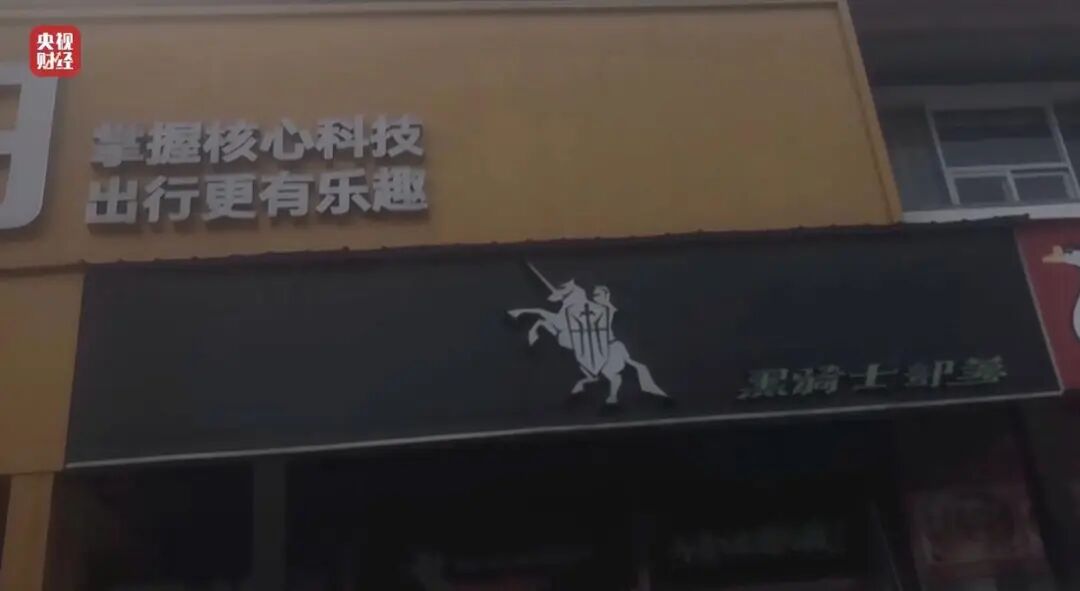 央视
财经
掌握核心科技
出行更有乐趣
黑骑士部落